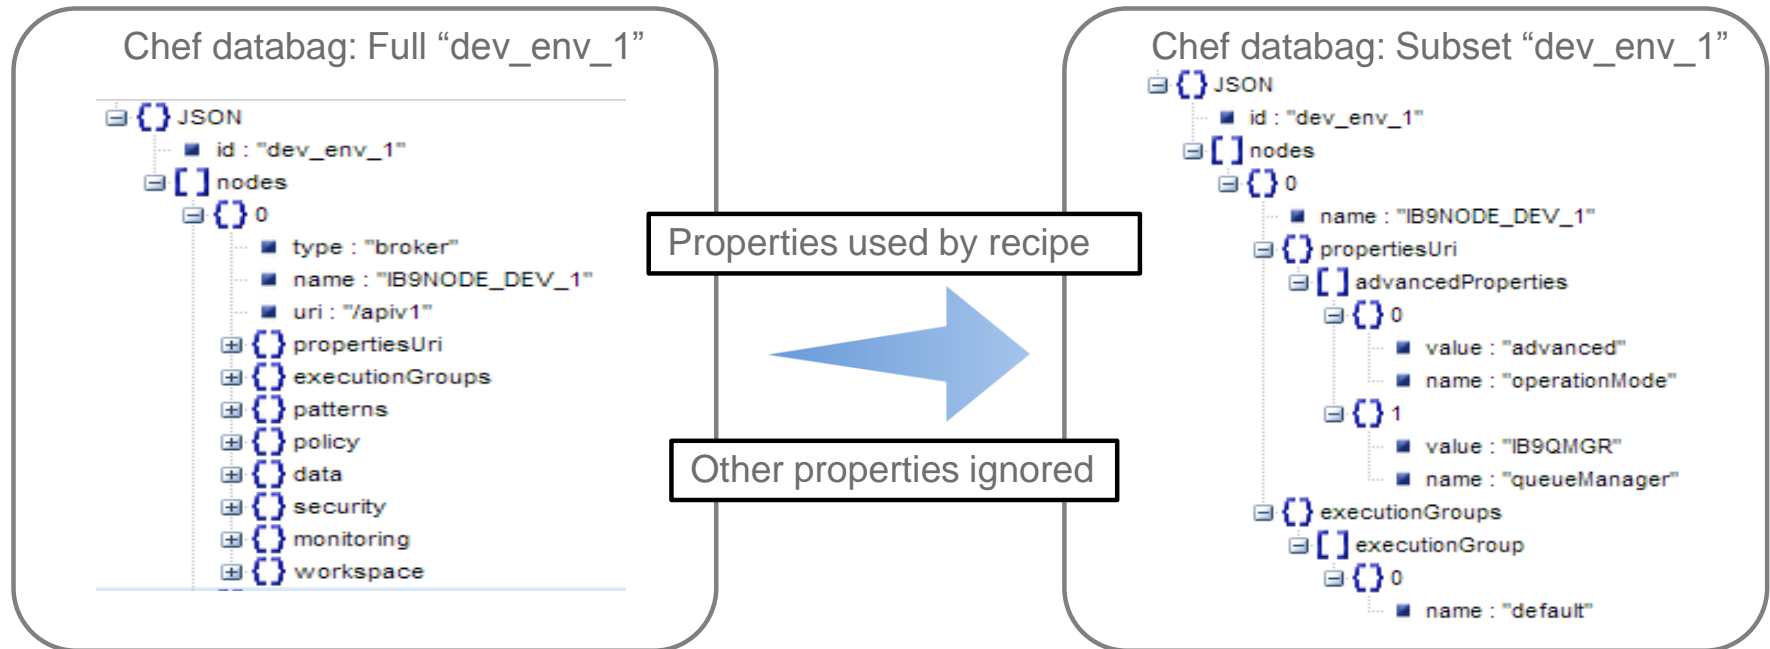 Chef databag: Full “dev_env_1”
JSON
id : "dev_env_1"
nodes
0
type : "broker"
name : "IB9NODE_DEV_1"
uri : "/apiv1"
propertiesUri
executionGroups
patterns
policy
data
security
monitoring
workspace
Properties used by recipe
Other properties ignored
Chef databag: Subset “dev_env_1”
JSON
id : "dev_env_1"
nodes
0
name : "IB9NODE_DEV_1"
propertiesUri
advancedProperties
0
value : "advanced"
name : "operationMode"
1
value : "IB9QMGR"
name : "queueManager"
executionGroups
executionGroup
0
name : "default"